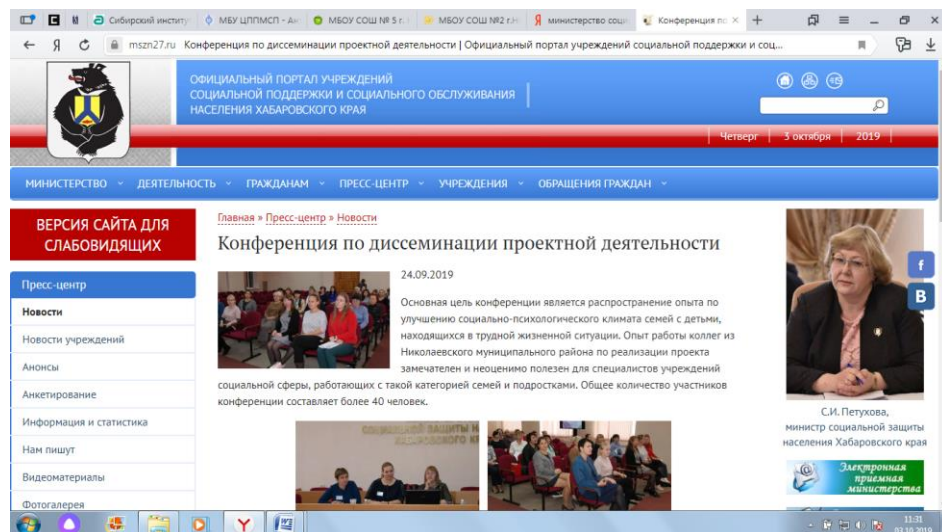 Сибирский институт
МБУ ЦППМСП - Ан
МБОУ СОШ № 5 г.
МБОУ СОШ №2 г.Н
министерство соци
Конференция по
mszn27.ru Конференция по диссеминации проектной деятельности | Официальный портал учреждений социальной поддержки и соц...
ОФИЦИАЛЬНЫЙ ПОРТАЛ УЧРЕЖДЕНИЙ
СОЦИАЛЬНОЙ ПОДДЕРЖКИ И СОЦИАЛЬНОГО ОБСЛУЖИВАНИЯ
НАСЕЛЕНИЯ ХАБАРОВСКОГО КРАЯ
Четверг 3 октября 2019
МИНИСТЕРСТВО ДЕЯТЕЛЬНОСТЬ ГРАЖДАНАМ ПРЕСС-ЦЕНТР УЧРЕЖДЕНИЯ ОБРАЩЕНИЯ ГРАЖДАН
ВЕРСИЯ САЙТА ДЛЯ
СЛАБОВИДЯЩИХ
Пресс-центр
Новости
Новости учреждений
Анонсы
Анкетирование
Информация и статистика
Нам пишут
Видеоматериалы
Фотогалерея
Главная » Пресс-центр » Новости
Конференция по диссеминации проектной деятельности
24.09.2019
Основная цель конференции является распространение опыта по
улучшению социально-психологического климата семей с детьми,
находящихся в трудной жизненной ситуации. Опыт работы коллег из
Николаевского муниципального района по реализации проекта
замечателен и неоценимо полезен для специалистов учреждений
социальной сферы, работающих с такой категорией семей и подростками. Общее количество участников
конференции составляет более 40 человек.
СОЦИАЛЬНОЙ ЗАЩИТЫ Н
ХАБАРОВСКОГО КР
С.И. Петухова,
министр социальной защиты
населения Хабаровского края
Электронная
приемная
министерства
11:31
03.10.2019